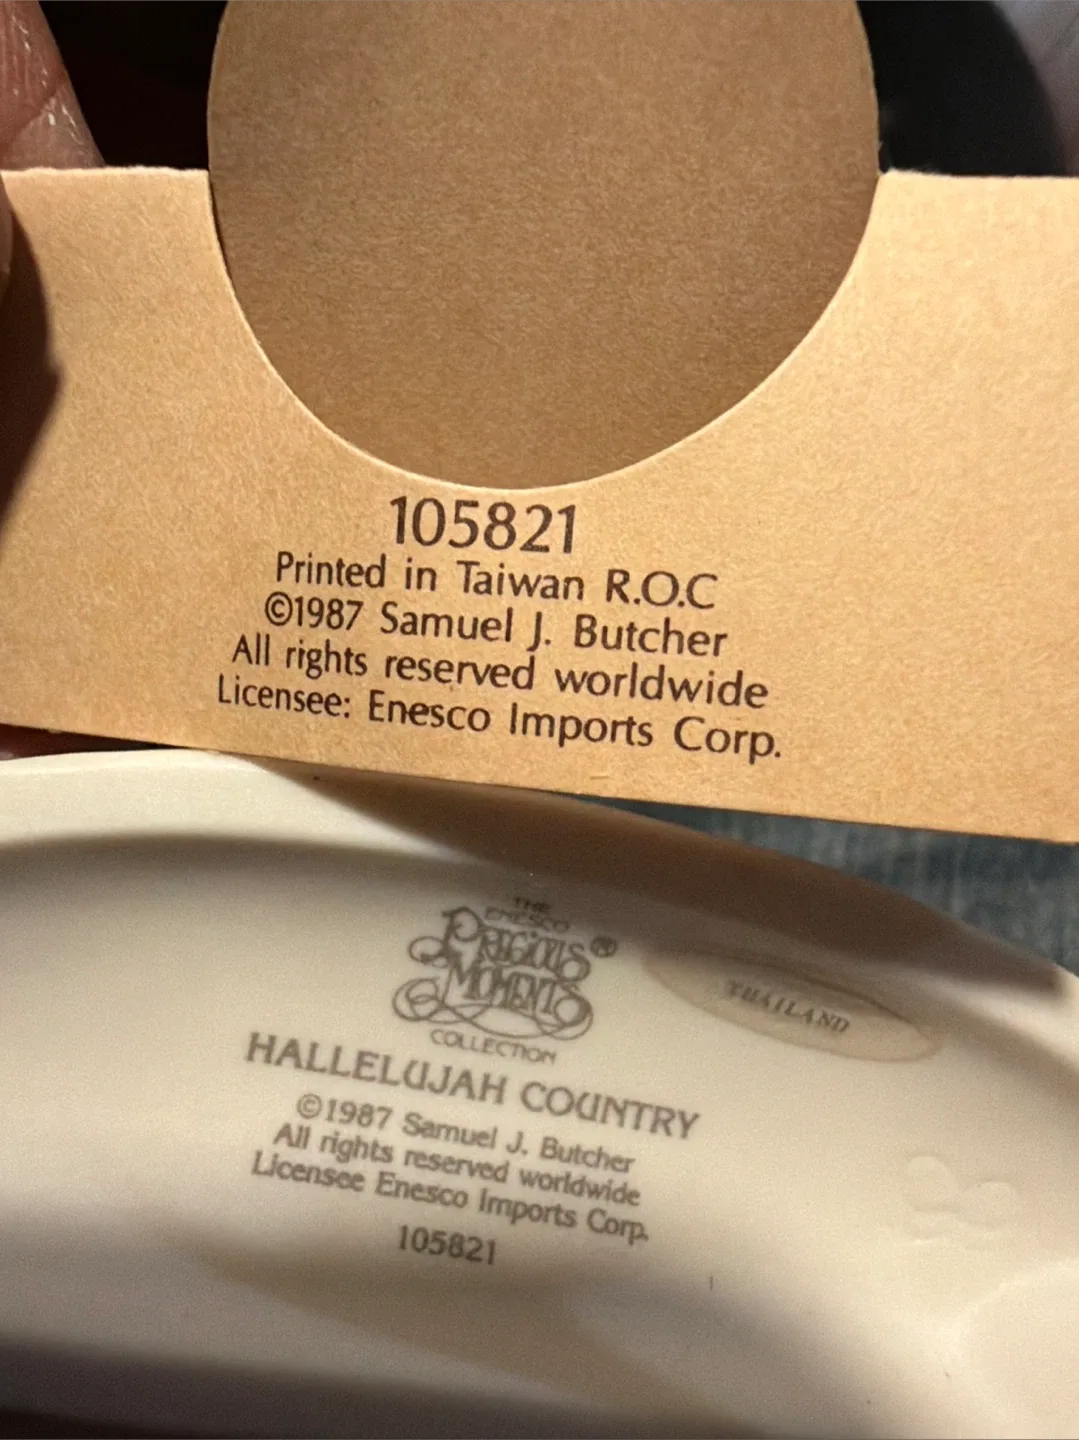 105821
Printed in Taiwan R.O.C
©1987 Samuel J. Butcher
All rights reserved worldwide
Licensee: Enesco Imports Corp.
THE
ENESCO
PRECIOUS ®
MOMENTS
COLLECTION
THAILAND
HALLELUJAH COUNTRY
©1987 Samuel J. Butcher
All rights reserved worldwide
Licensee Enesco Imports Corp.
105821